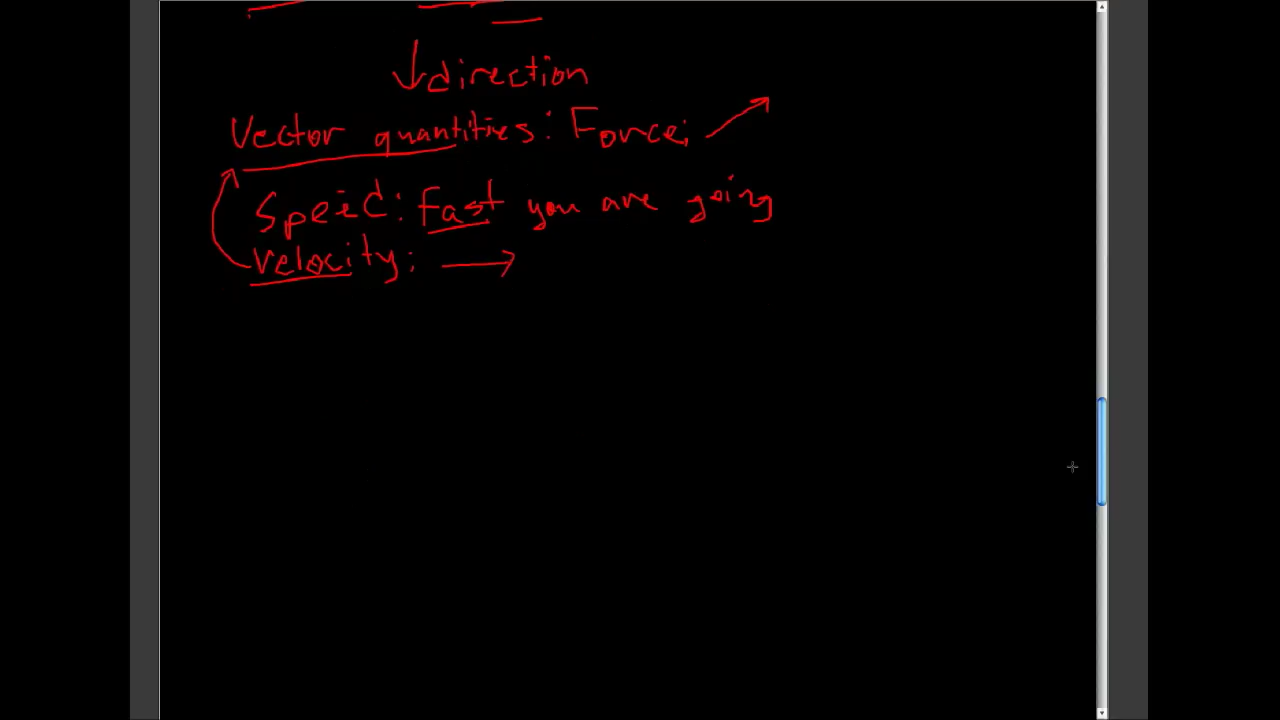 direction
Vector quantities: Force;
Speed: Fast you are going
velocity: